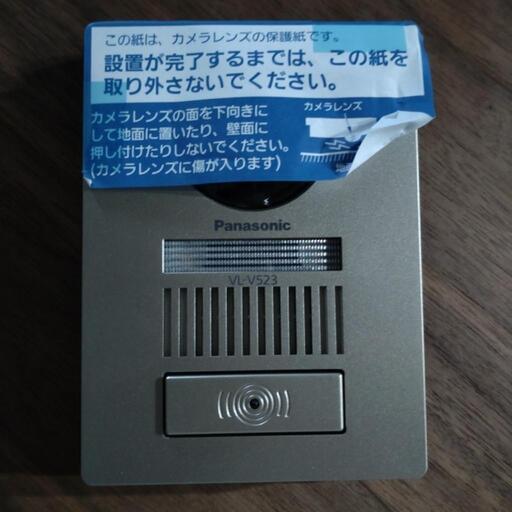 この紙は、カメラレンズの保護紙です。
設置が完了するまでは、この紙を
取り外さないでください。
カメラレンズの面を下向きに
して地面に置いたり、壁面に
押し付けたりしないでください。
(カメラレンズに傷が入ります)
カメラレンズ
Panasonic
VL-V523